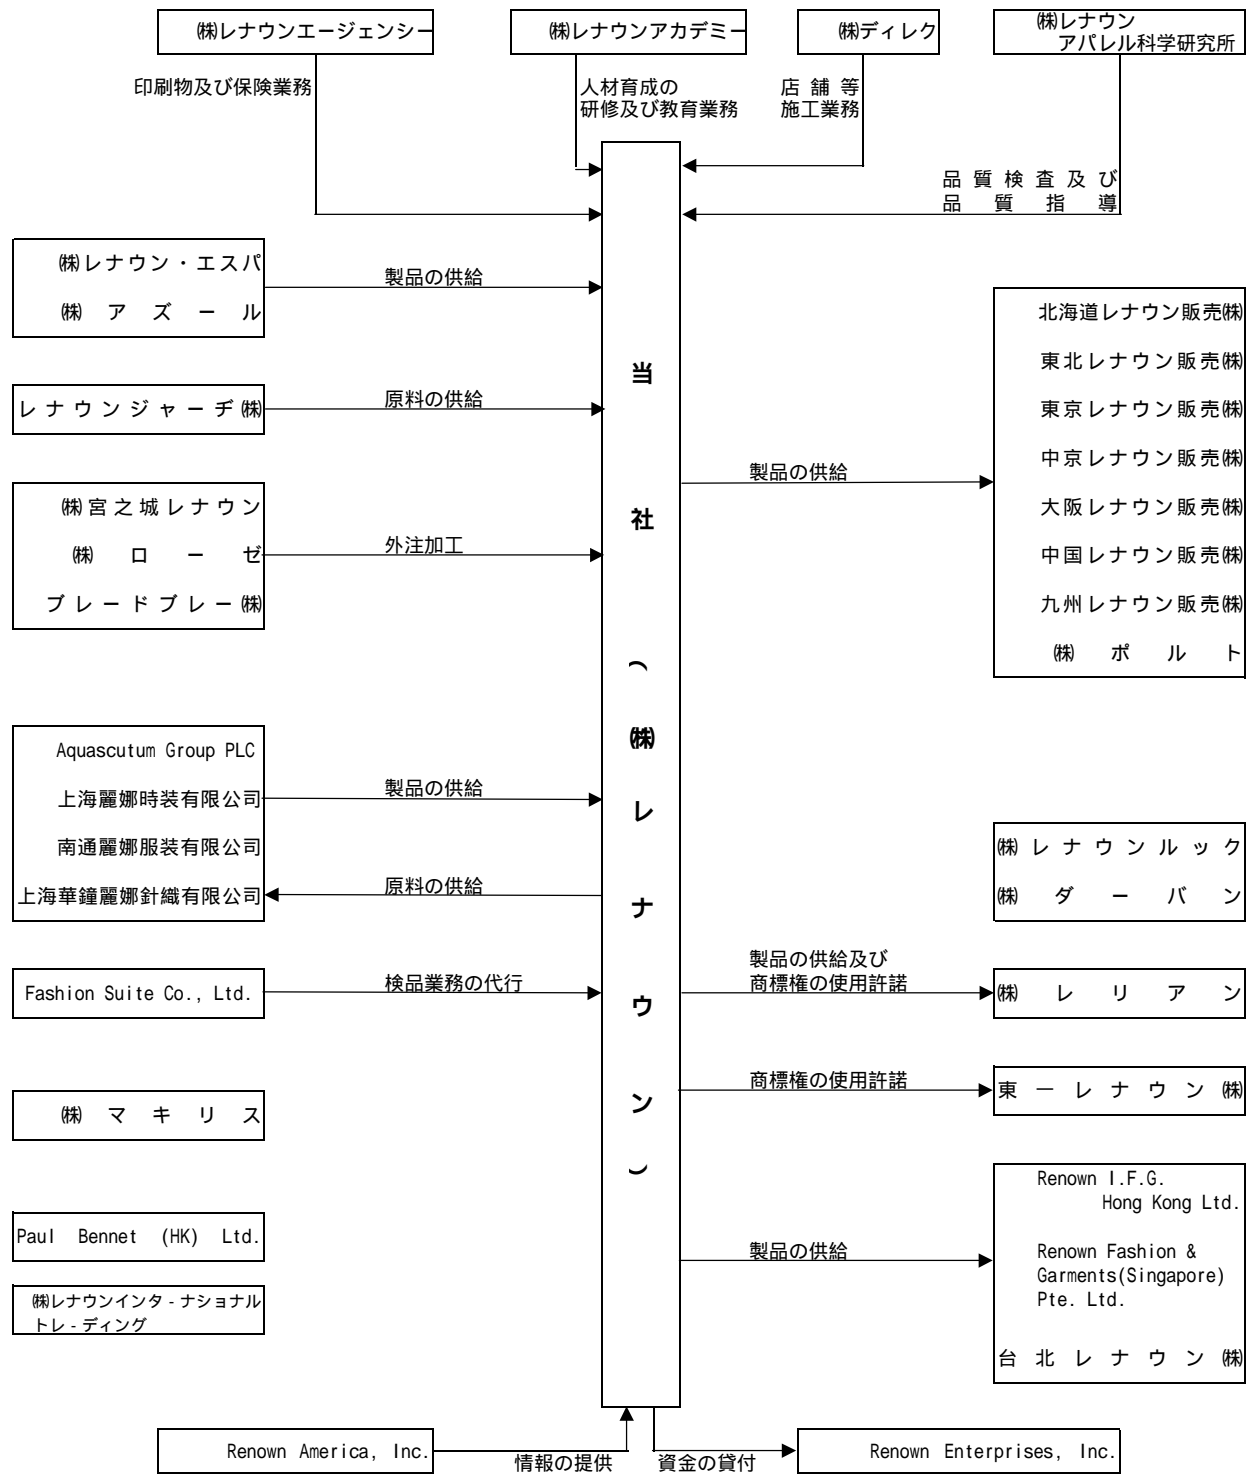 ㈱レナウンエージェンシー
㈱レナウンアカデミー
㈱ディレク
㈱レナウン
アパレル科学研究所
印刷物及び保険業務
人材育成の
研修及び教育業務
店舗等
施工業務
品質検査及び
品質指導
㈱レナウン・エスパ
㈱アズール
製品の供給
レナウンジャーヂ㈱
原料の供給
㈱宮之城レナウン
㈱ローゼ
ブレードブレー㈱
外注加工
Aquascutum Group PLC
上海麗娜時装有限公司
南通麗娜服装有限公司
上海華鐘麗娜針織有限公司
製品の供給
原料の供給
Fashion Suite Co., Ltd.
検品業務の代行
㈱マキリス
Paul Bennet (HK) Ltd.
㈱レナウンインタ-ナショナル
トレ-ディング
当社(㈱レナウン)
製品の供給
北海道レナウン販売㈱
東北レナウン販売㈱
東京レナウン販売㈱
中京レナウン販売㈱
大阪レナウン販売㈱
中国レナウン販売㈱
九州レナウン販売㈱
㈱ポルト
㈱レナウンルック
㈱ダーバン
製品の供給及び
商標権の使用許諾
㈱レリアン
商標権の使用許諾
東一レナウン㈱
製品の供給
Renown I.F.G.
Hong Kong Ltd.
Renown Fashion &
Garments(Singapore)
Pte. Ltd.
台北レナウン㈱
Renown America, Inc.
情報の提供
資金の貸付
Renown Enterprises, Inc.